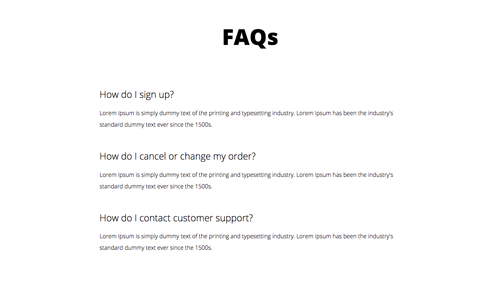 FAQs
How do I sign up?
Lorem Ipsum is simply dummy text of the printing and typesetting industry. Lorem Ipsum has been the industry's
standard dummy text ever since the 1500s.
How do I cancel or change my order?
Lorem Ipsum is simply dummy text of the printing and typesetting industry. Lorem Ipsum has been the industry's
standard dummy text ever since the 1500s.
How do I contact customer support?
Lorem Ipsum is simply dummy text of the printing and typesetting industry. Lorem Ipsum has been the industry's
standard dummy text ever since the 1500s.